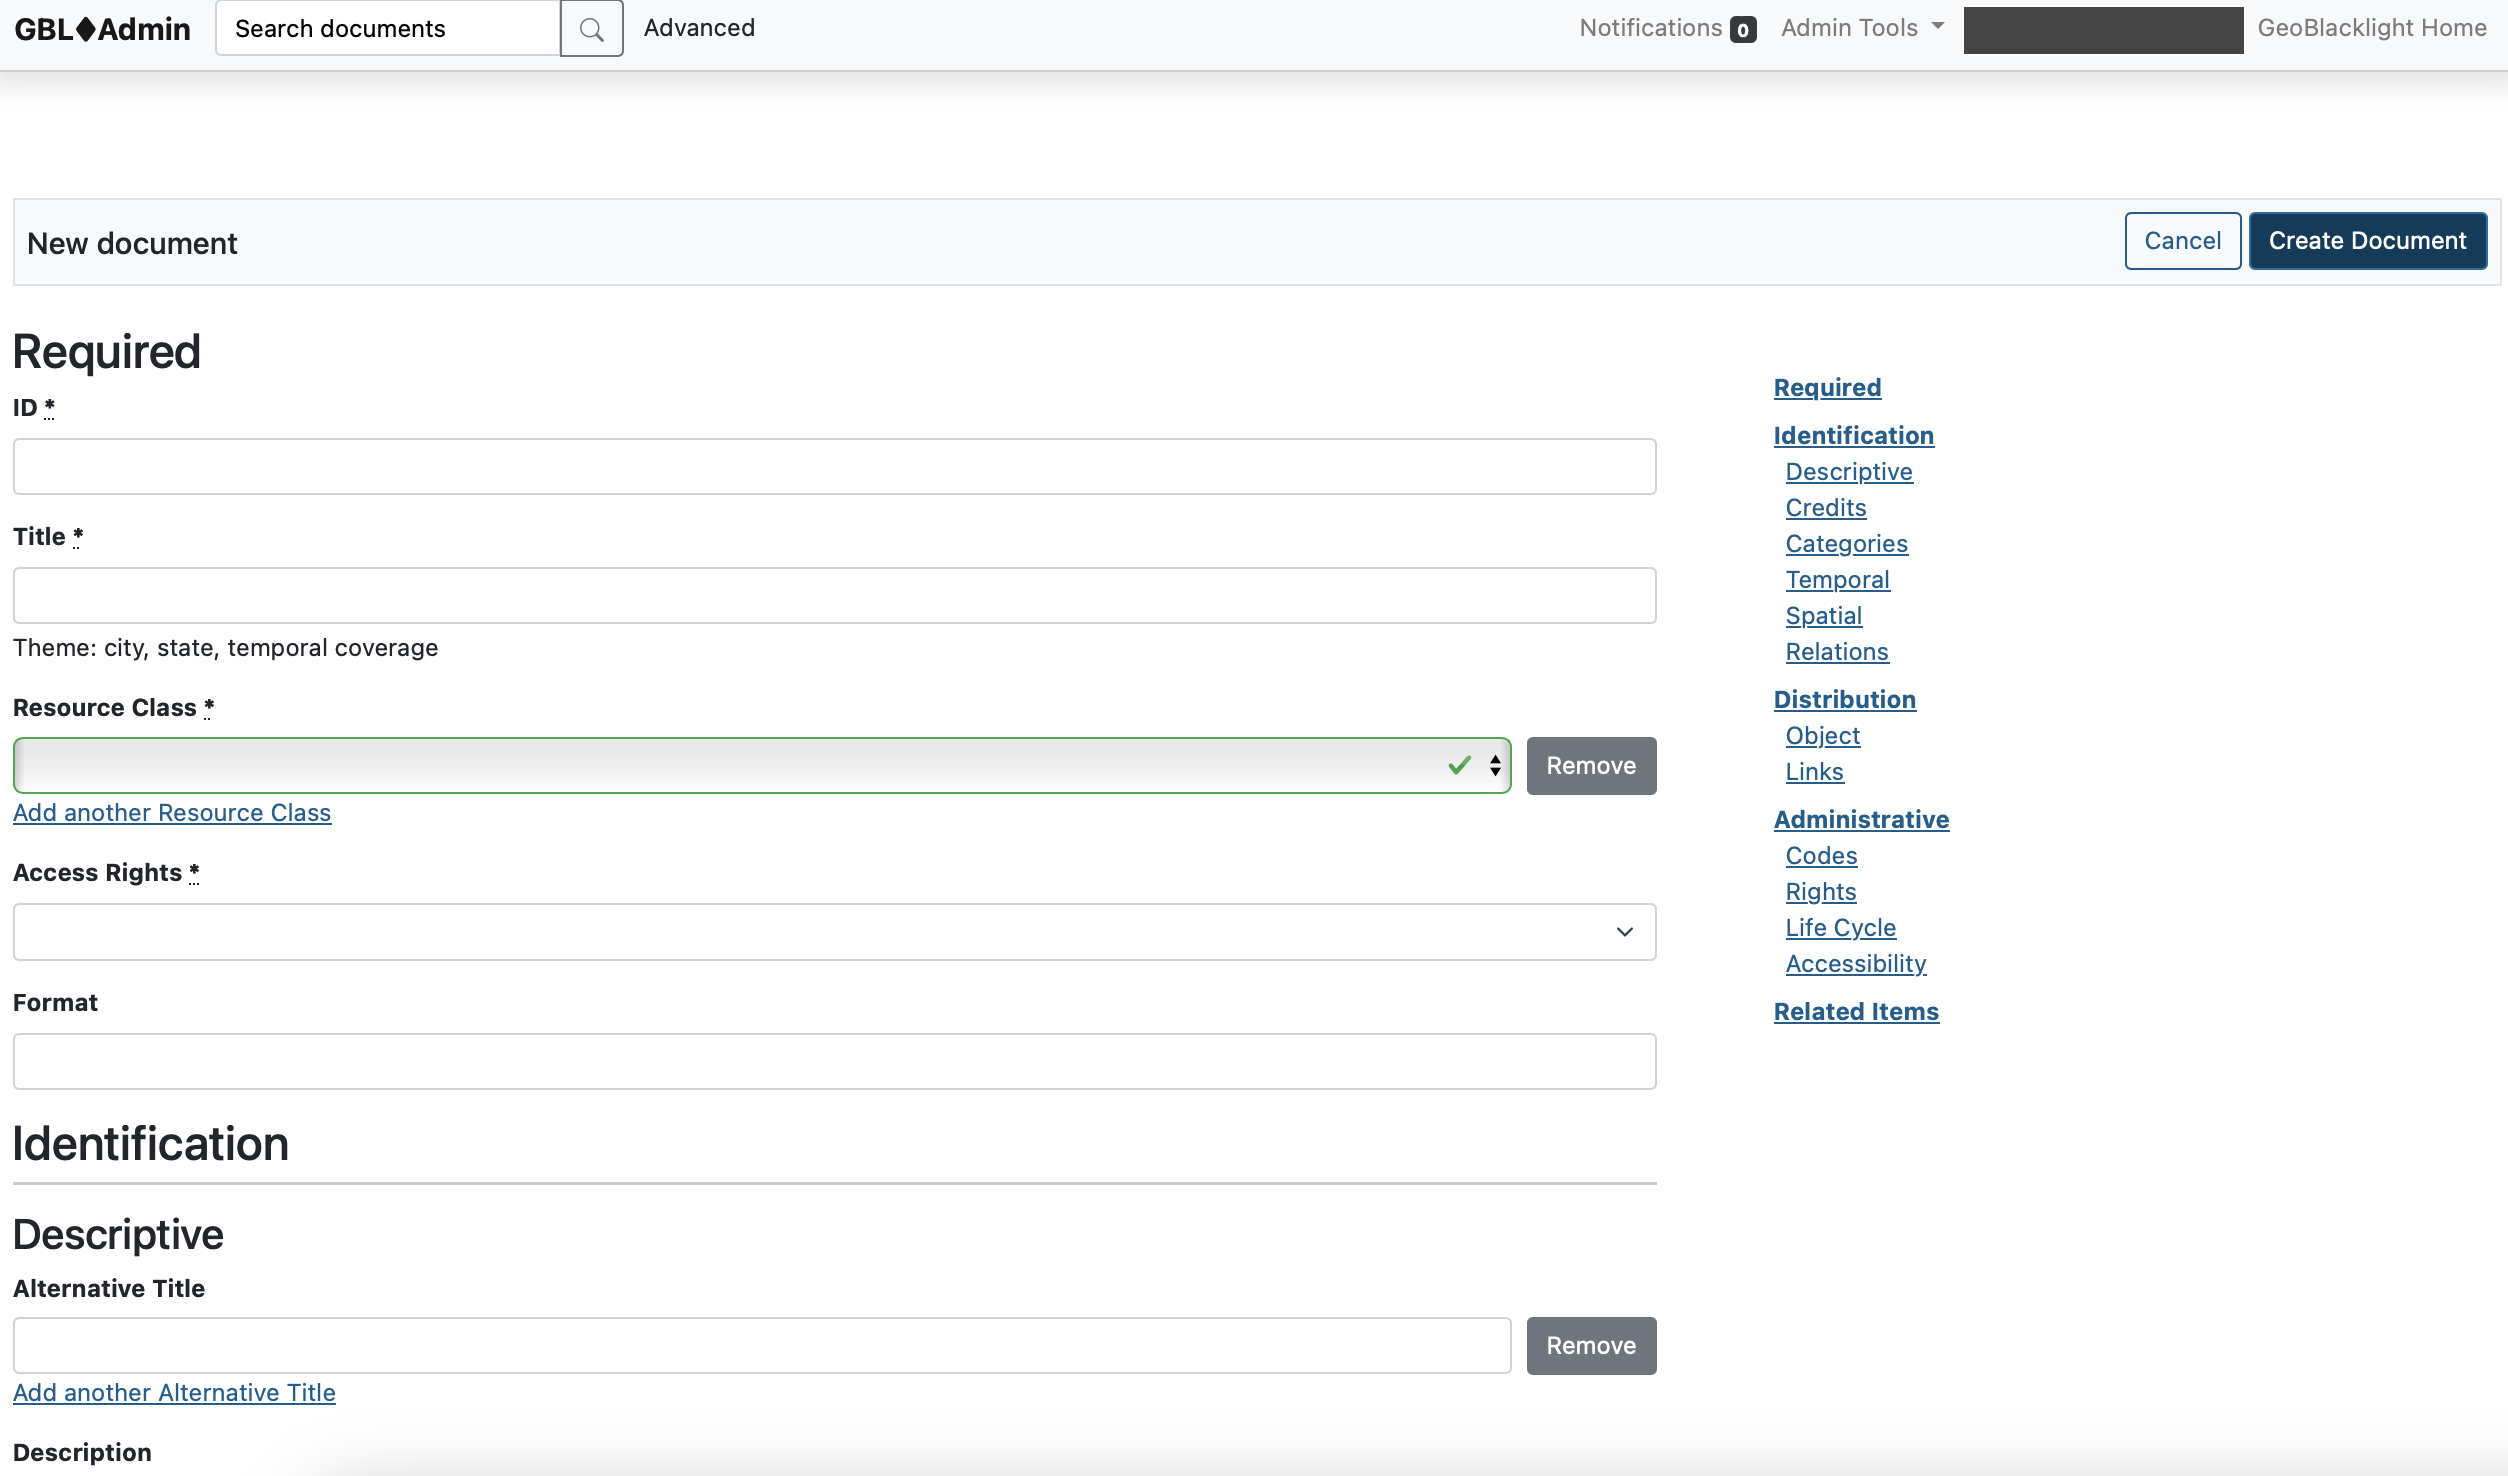 GBL♦Admin Search documents Advanced Notifications 0 Admin Tools GeoBlacklight Home
New document Cancel Create Document
Required
ID *
Title *
Theme: city, state, temporal coverage
Resource Class *
Remove
Add another Resource Class
Access Rights *
Format
Identification
Descriptive
Alternative Title
Remove
Add another Alternative Title
Description
Required
Identification
Descriptive
Credits
Categories
Temporal
Spatial
Relations
Distribution
Object
Links
Administrative
Codes
Rights
Life Cycle
Accessibility
Related Items